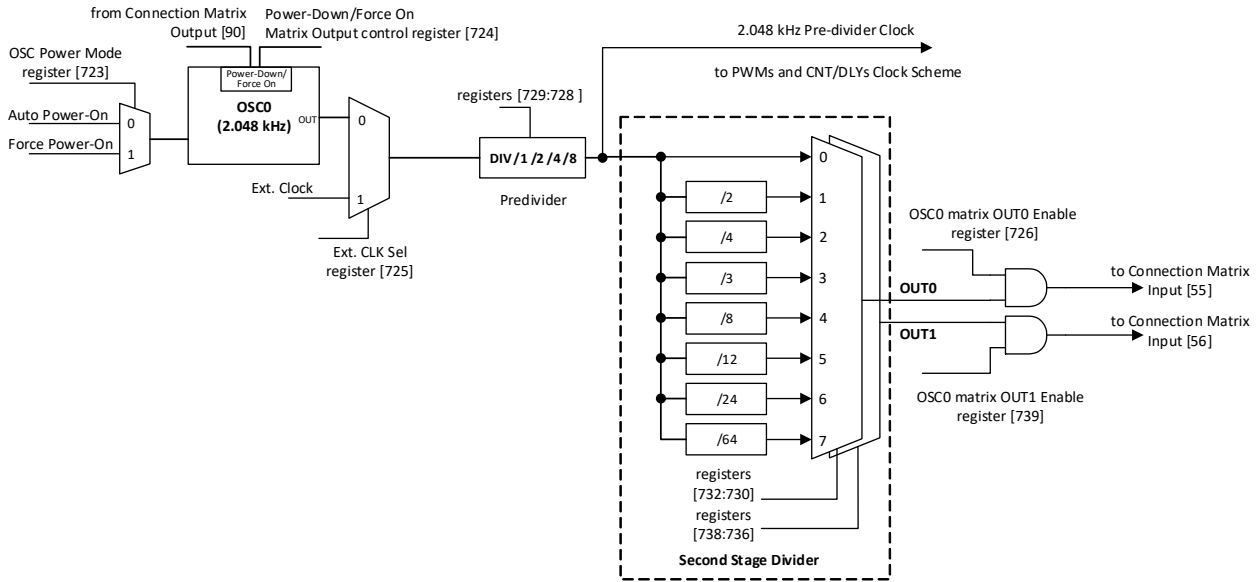 from Connection Matrix
Output [90]
Power-Down/Force On
Matrix Output control register [724]
OSC Power Mode
register [723]
Auto Power-On
Force Power-On
0
1
Power-Down/
Force On
OSC0
(2.048 kHz)
OUT
0
1
Ext. Clock
Ext. CLK Sel
register [725]
registers [729:728 ]
DIV/1 /2 /4 /8
Predivider
2.048 kHz Pre-divider Clock
to PWMs and CNT/DLYs Clock Scheme
0
/2
1
/4
2
/3
3
/8
4
/12
5
/24
6
/64
7
registers
[732:730]
registers
[738:736]
Second Stage Divider
OSC0 matrix OUT0 Enable
register [726]
OUT0
to Connection Matrix
Input [55]
OUT1
to Connection Matrix
Input [56]
OSC0 matrix OUT1 Enable
register [739]